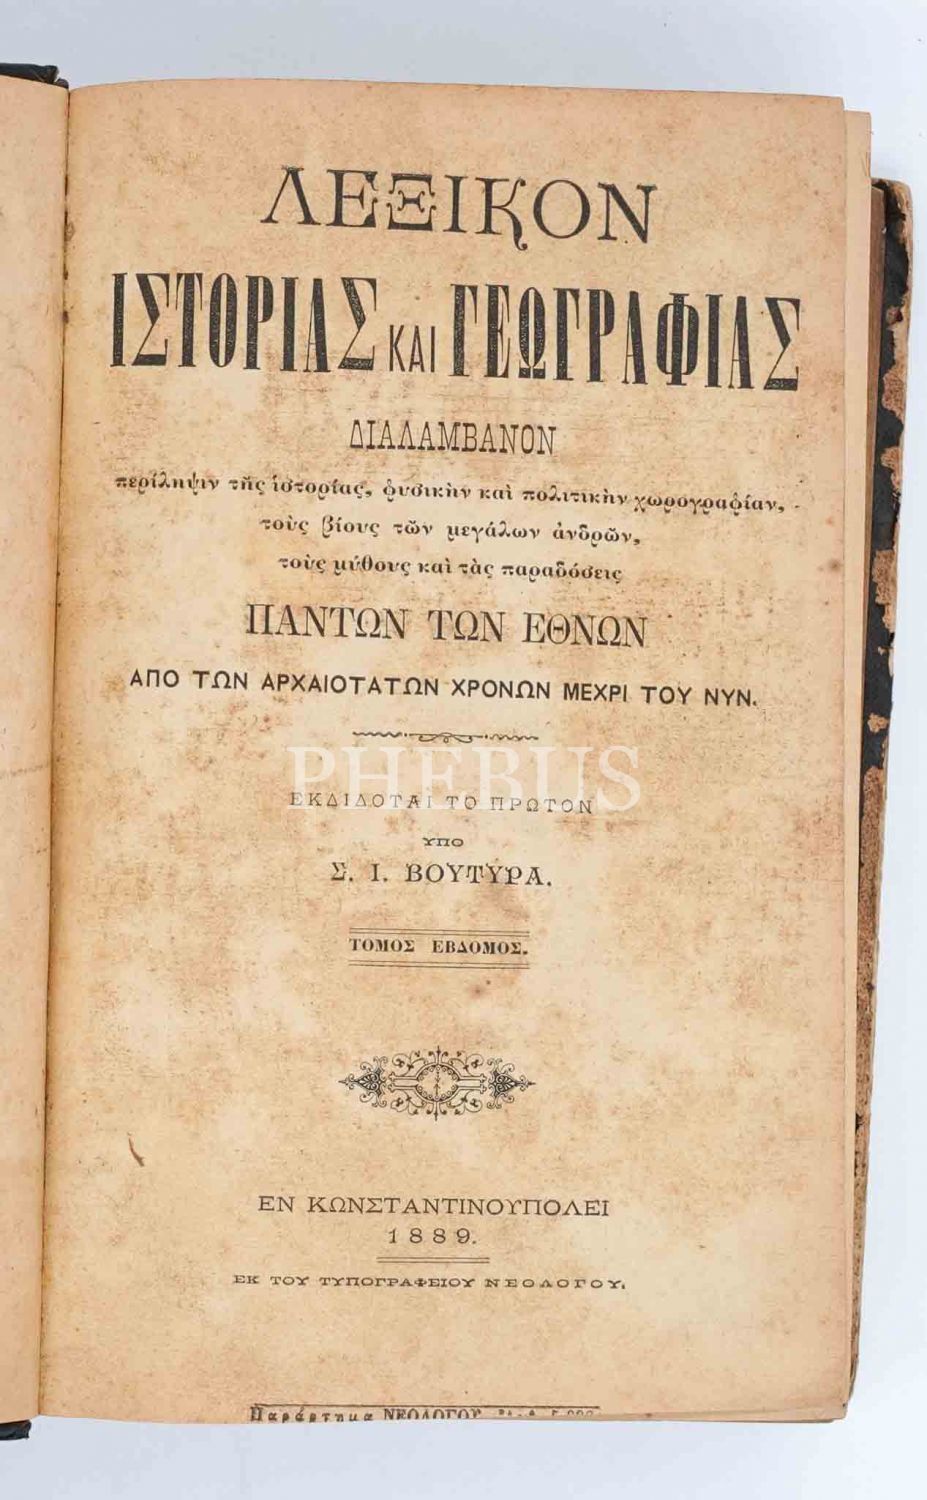 ΛΕΞΙΚΟΝ
ΙΣΤΟΡΙΑΣ ΚΑΙ ΓΕΩΓΡΑΦΙΑΣ
ΔΙΑΛΑΜΒΑΝΟΝ
περίληψιν τῆς ἱστορίας, φυσικὴν καὶ πολιτικὴν χωρογραφίαν,
τοὺς βίους τῶν μεγάλων ἀνδρῶν,
τοὺς μύθους καὶ τὰς παραδόσεις
ΠΑΝΤΩΝ ΤΩΝ ΕΘΝΩΝ
ΑΠΟ ΤΩΝ ΑΡΧΑΙΟΤΑΤΩΝ ΧΡΟΝΩΝ ΜΕΧΡΙ ΤΟΥ ΝΥΝ.
PHEBUS
ΕΚΔΙΔΟΤΑΙ ΤΟ ΠΡΩΤΟΝ
ΥΠΟ
Σ. Ι. ΒΟΥΤΥΡΑ.
ΤΟΜΟΣ ΕΒΔΟΜΟΣ.
ΕΝ ΚΩΝΣΤΑΝΤΙΝΟΥΠΟΛΕΙ
1889.
ΕΚ ΤΟΥ ΤΥΠΟΓΡΑΦΕΙΟΥ ΝΕΟΛΟΓΟΥ.
Παράρτημα ΝΕΟΛΟΓΟΥ